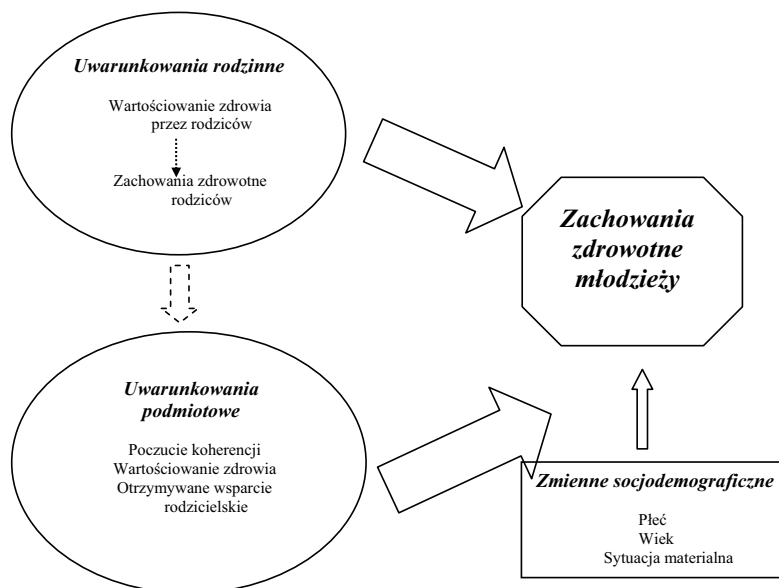 Uwarunkowania rodzinne
Wartościowanie zdrowia
przez rodziców
Zachowania zdrowotne
rodziców
Zachowania
zdrowotne
młodzieży
Uwarunkowania
podmiotowe
Poczucie koherencji
Wartościowanie zdrowia
Otrzymywane wsparcie
rodzicielskie
Zmienne socjodemograficzne
Płeć
Wiek
Sytuacja materialna